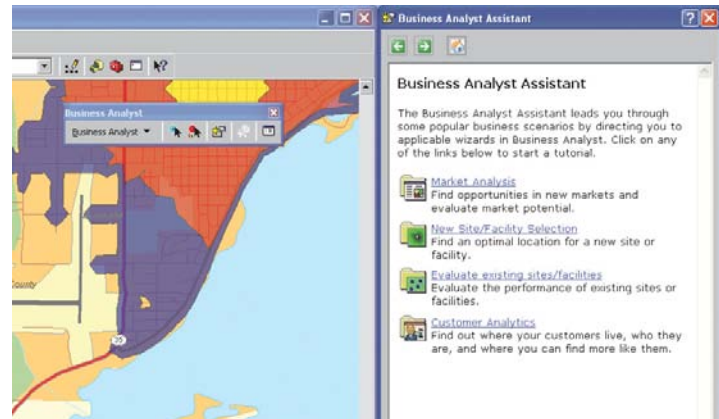 Business Analyst Assistant
Business Analyst
Business Analyst
County
35
Business Analyst Assistant
The Business Analyst Assistant leads you through
some popular business scenarios by directing you to
applicable wizards in Business Analyst. Click on any
of the links below to start a tutorial.
Market Analysis
Find opportunities in new markets and
evaluate market potential.
New Site/Facility Selection
Find an optimal location for a new site or
facility.
Evaluate existing sites/facilities
Evaluate the performance of existing sites or
facilities.
Customer Analytics
Find out where your customers live, who they
are, and where you can find more like them.